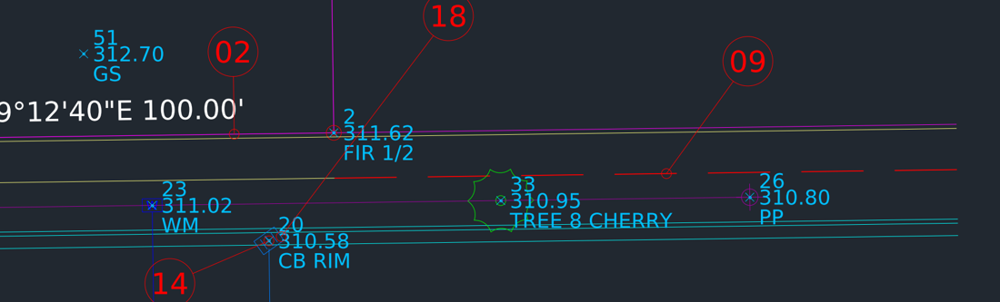 18
51
312.70
GS
02
09
9°12'40"E 100.00'
2
311.62
FIR 1/2
23
311.02
WM
33
310.95
TREE 8 CHERRY
26
310.80
PP
20
310.58
CB RIM
14